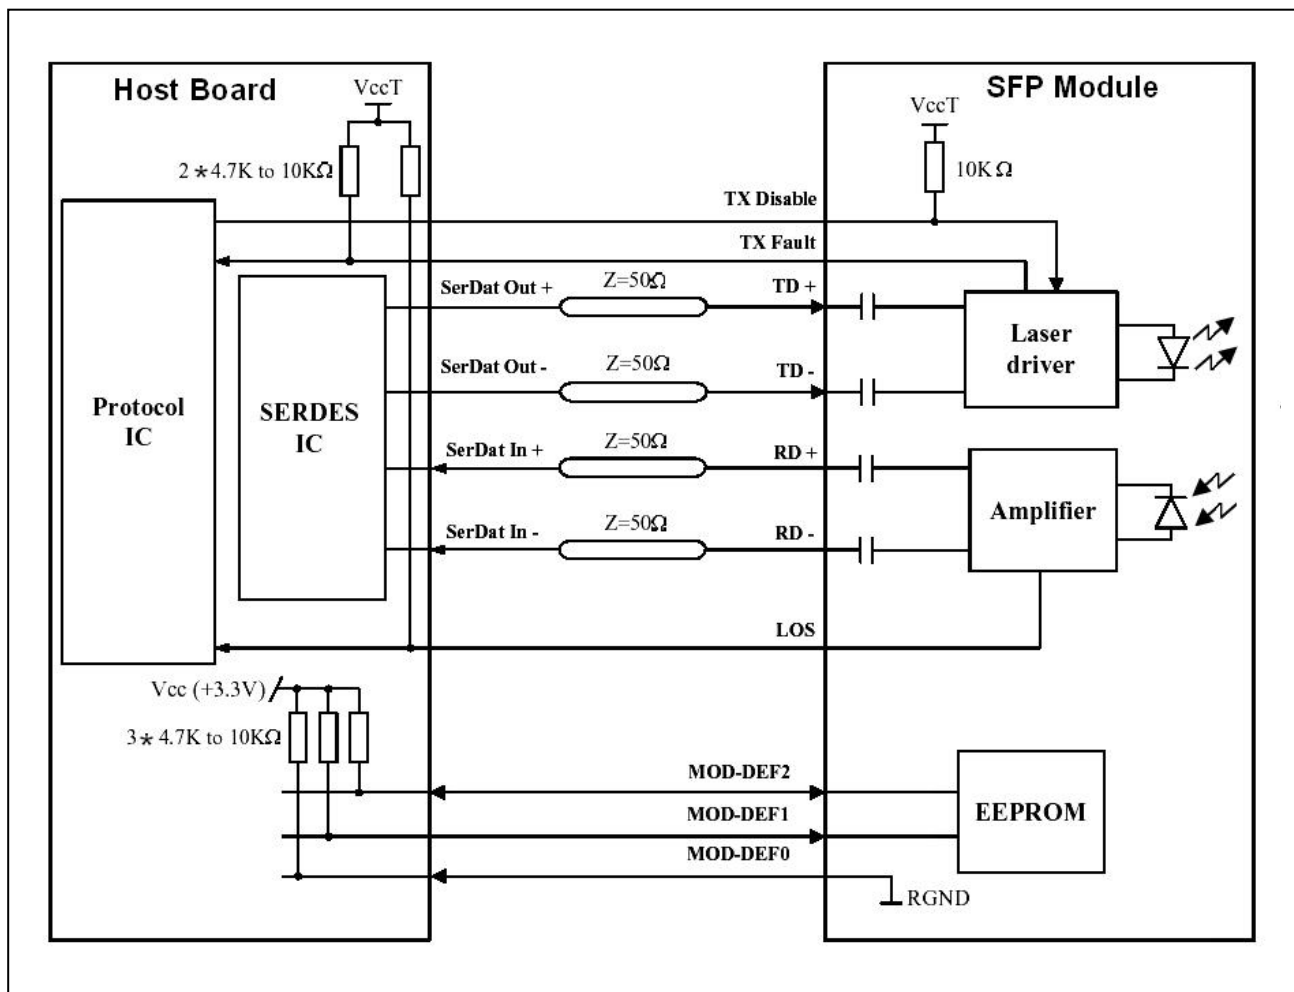 Host Board
SFP Module
VccT
VccT
2*4.7K to 10KΩ
10KΩ
TX Disable
TX Fault
SerDat Out +
Z=50Ω
TD +
SerDat Out -
Z=50Ω
TD -
Laser
driver
Protocol
IC
SERDES
IC
SerDat In +
Z=50Ω
RD +
Amplifier
SerDat In -
Z=50Ω
RD -
LOS
Vcc (+3.3V)
3* 4.7K to 10KΩ
MOD-DEF2
MOD-DEF1
EEPROM
MOD-DEF0
RGND